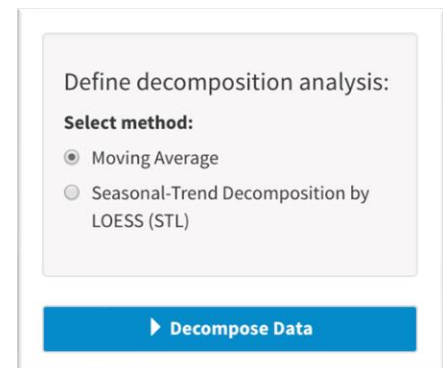 Define decomposition analysis:
Select method:
Moving Average
Seasonal-Trend Decomposition by
LOESS (STL)
Decompose Data